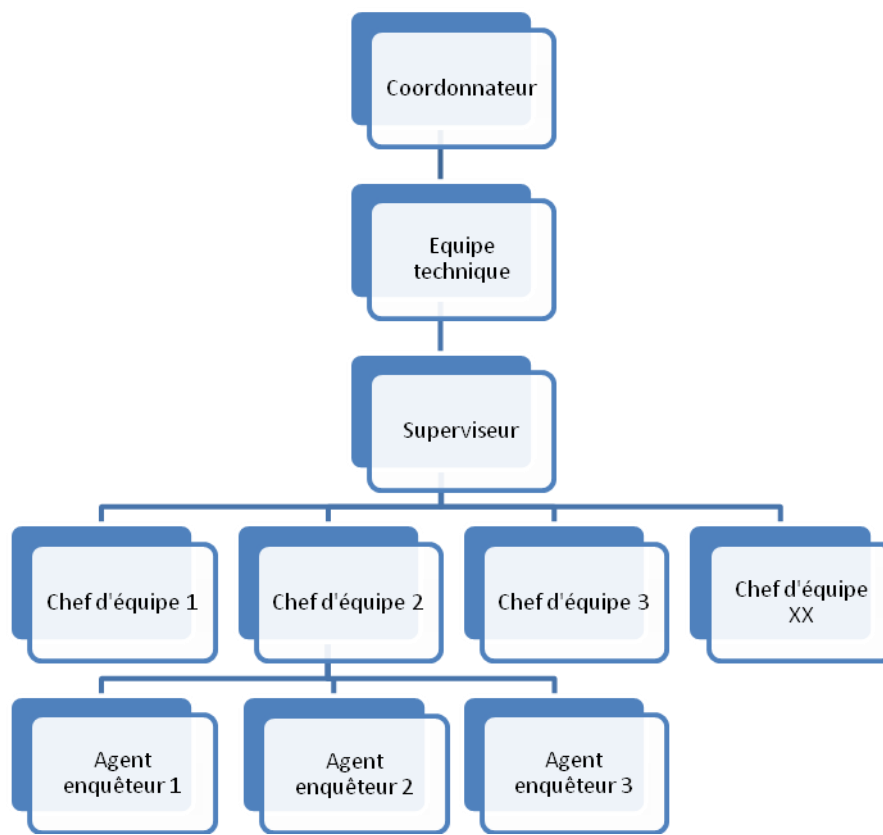 Coordonnateur
Equipe
technique
Superviseur
Chef d'équipe 1
Chef d'équipe 2
Chef d'équipe 3
Chef d'équipe
XX
Agent
enquêteur 1
Agent
enquêteur 2
Agent
enquêteur 3